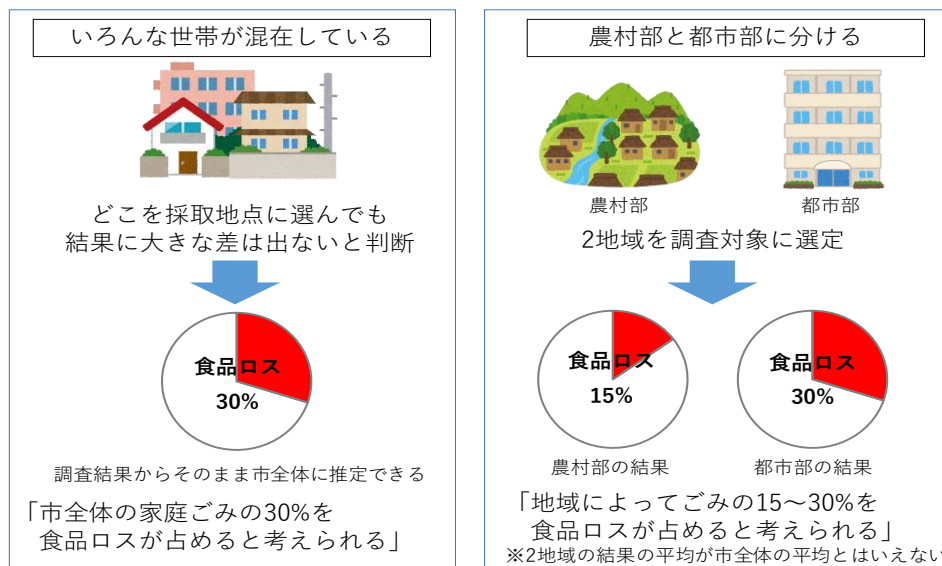 いろんな世帯が混在している
どこを採取地点に選んでも
結果に大きな差は出ないと判断
食品ロス
30%
調査結果からそのまま市全体に推定できる
「市全体の家庭ごみの30%を
食品ロスが占めると考えられる」
農村部と都市部に分ける
農村部
都市部
2地域を調査対象に選定
食品ロス
15%
食品ロス
30%
農村部の結果
都市部の結果
「地域によってごみの15～30%を
食品ロスが占めると考えられる」
※2地域の結果の平均が市全体の平均とはいえない